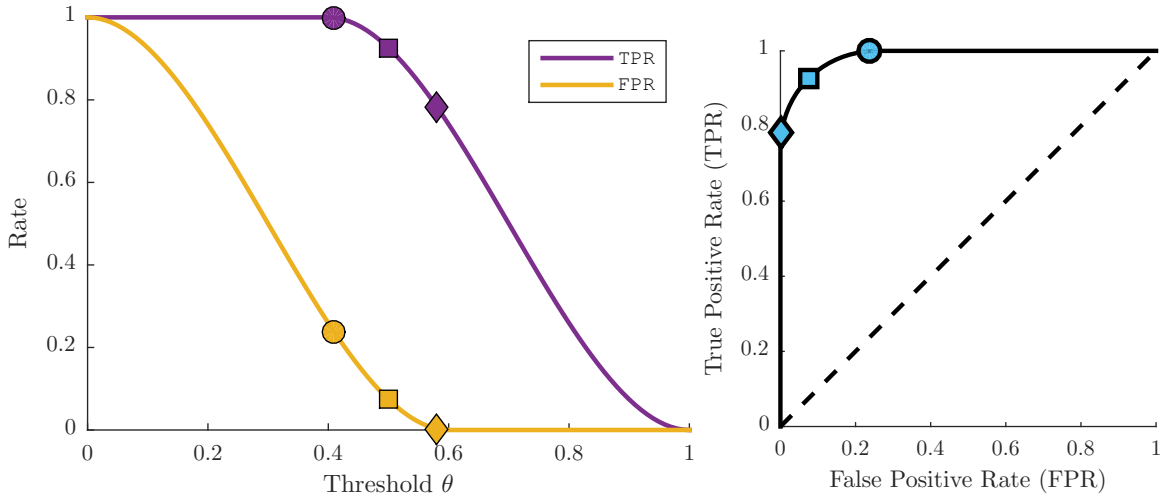 1
0.8
0.6
0.4
0.2
0
Rate
0 0.2 0.4 0.6 0.8 1
Threshold θ
TPR
FPR
1
0.8
0.6
0.4
0.2
0
True Positive Rate (TPR)
0 0.2 0.4 0.6 0.8 1
False Positive Rate (FPR)